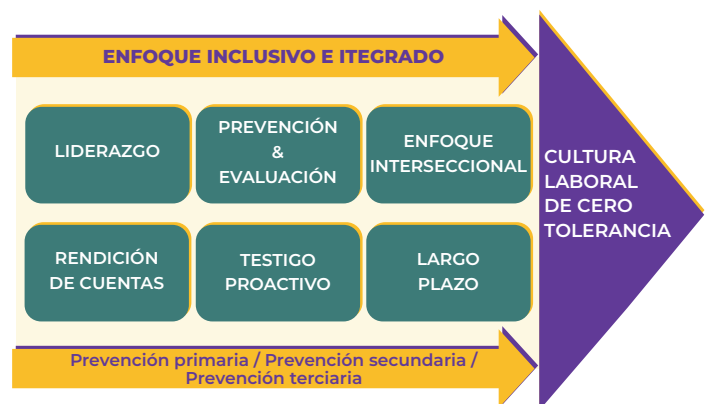 ENFOQUE INCLUSIVO E ITEGRADO
LIDERAZGO
PREVENCIÓN
&
EVALUACIÓN
ENFOQUE
INTERSECCIONAL
RENDICIÓN
DE CUENTAS
TESTIGO
PROACTIVO
LARGO
PLAZO
CULTURA
LABORAL
DE CERO
TOLERANCIA
Prevención primaria / Prevención secundaria /
Prevención terciaria